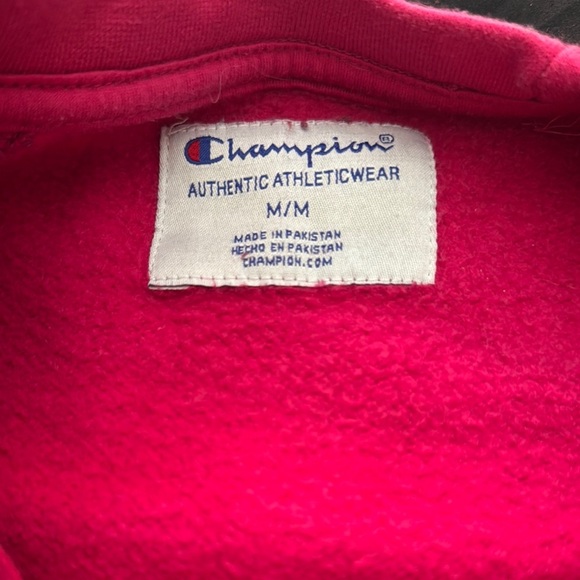 Champion®
AUTHENTIC ATHLETICWEAR
M/M
MADE IN PAKISTAN
HECHO EN PAKISTAN
CHAMPION.COM